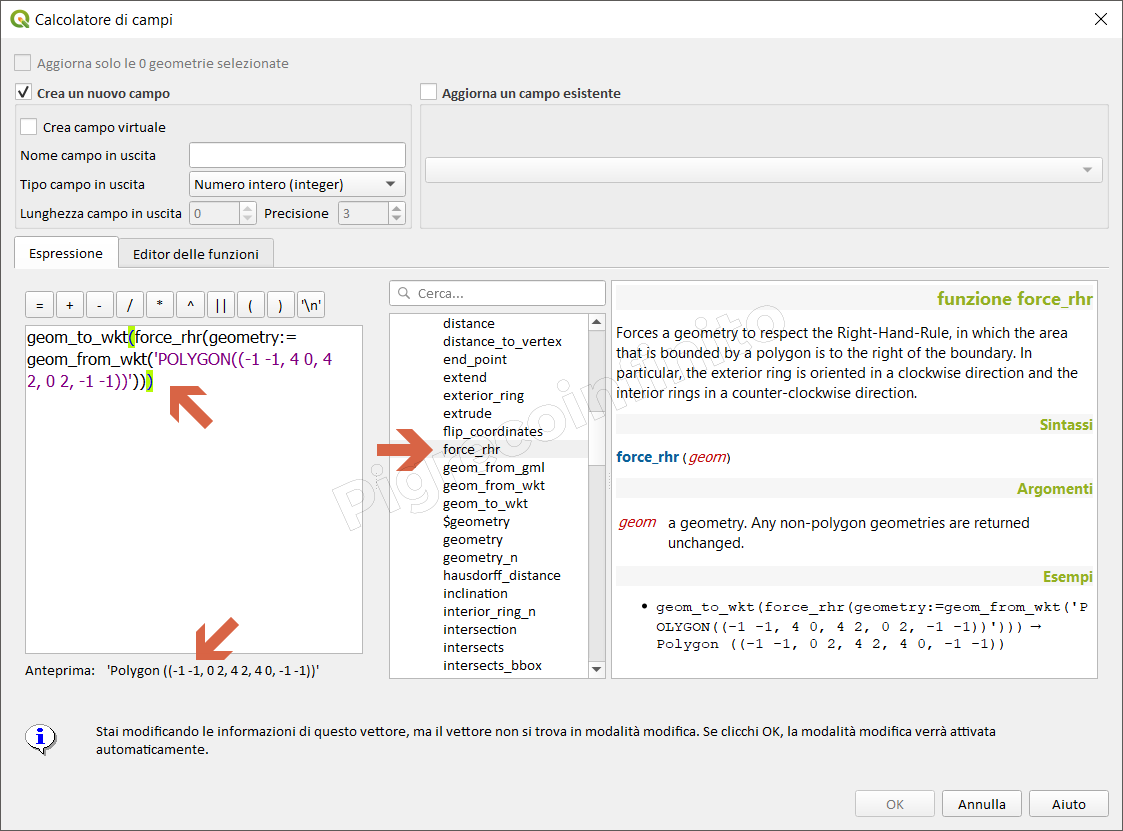 Calcolatore di campi
Aggiorna solo le 0 geometrie selezionate
Crea un nuovo campo
Aggiorna un campo esistente
Crea campo virtuale
Nome campo in uscita
Tipo campo in uscita
Numero intero (integer)
Lunghezza campo in uscita
0
Precisione
3
Espressione
Editor delle funzioni
= + - / * ^ || ( ) '\n'
geom_to_wkt(force_rhr(geometry:=
geom_from_wkt('POLYGON((-1 -1, 4 0, 4
2, 0 2, -1 -1))')))
Anteprima: 'Polygon ((-1 -1, 0 2, 4 2, 4 0, -1 -1))'
Cerca...
distance
distance_to_vertex
end_point
extend
exterior_ring
extrude
flip_coordinates
force_rhr
geom_from_gml
geom_from_wkt
geom_to_wkt
$geometry
geometry
geometry_n
hausdorff_distance
inclination
interior_ring_n
intersection
intersects
intersects_bbox
funzione force_rhr
Forces a geometry to respect the Right-Hand-Rule, in which the area
that is bounded by a polygon is to the right of the boundary. In
particular, the exterior ring is oriented in a clockwise direction and the
interior rings in a counter-clockwise direction.
Sintassi
force_rhr (geom)
Argomenti
geom a geometry. Any non-polygon geometries are returned
unchanged.
Esempi
• geom_to_wkt(force_rhr(geometry:=geom_from_wkt('P
OLYGON((-1 -1, 4 0, 4 2, 0 2, -1 -1))'))) →
Polygon ((-1 -1, 0 2, 4 2, 4 0, -1 -1))
Pigrecoinfinito
Stai modificando le informazioni di questo vettore, ma il vettore non si trova in modalità modifica. Se clicchi OK, la modalità modifica verrà attivata
automaticamente.
OK
Annulla
Aiuto